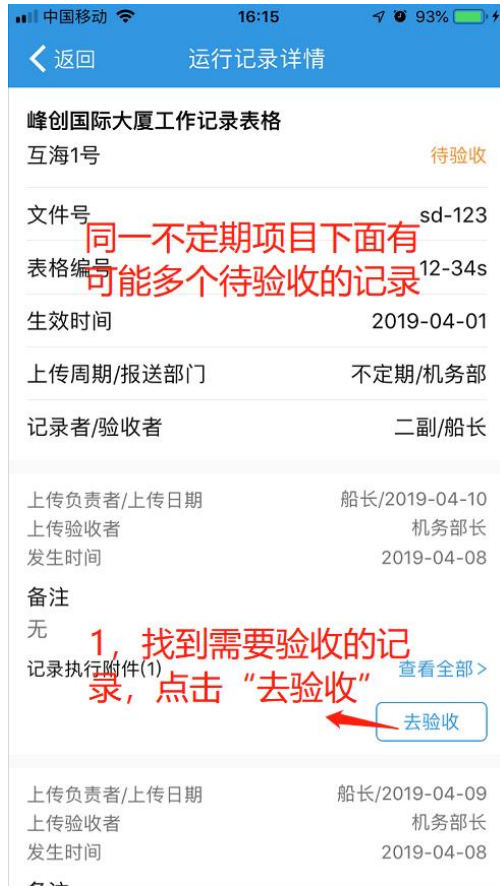 中国移动 16:15 93%
返回 运行记录详情
峰创国际大厦工作记录表格
互海1号 待验收
文件号 sd-123
同一不定期项目下面有
表格编号 12-34s
可能多个待验收的记录
生效时间 2019-04-01
上传周期/报送部门 不定期/机务部
记录者/验收者 二副/船长
上传负责者/上传日期 船长/2019-04-10
上传验收者 机务部长
发生时间 2019-04-08
备注
无
1，找到需要验收的记
记录执行附件(1) 查看全部>
录，点击“去验收”
去验收
上传负责者/上传日期 船长/2019-04-09
上传验收者 机务部长
发生时间 2019-04-08